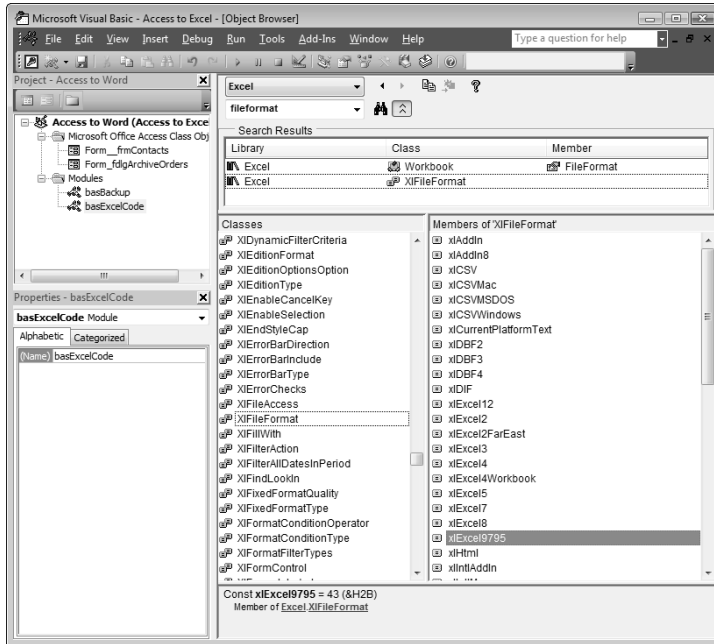 Microsoft Visual Basic - Access to Excel - [Object Browser]
File Edit View Insert Debug Run Tools Add-Ins Window Help
Type a question for help
Project - Access to Word
Access to Word (Access to Exce
Microsoft Office Access Class Obj
Form__frmContacts
Form_fdlgArchiveOrders
Modules
basBackup
basExcelCode
Properties - basExcelCode
basExcelCode Module
Alphabetic Categorized
(Name) basExcelCode
Excel
fileformat
Search Results
Library Class Member
Excel Workbook FileFormat
Excel XlFileFormat
Classes
XlDynamicFilterCriteria
XlEditionFormat
XlEditionOptionsOption
XlEditionType
XlEnableCancelKey
XlEnableSelection
XlEndStyleCap
XlErrorBarDirection
XlErrorBarInclude
XlErrorBarType
XlErrorChecks
XlFileAccess
XlFileFormat
XlFillWith
XlFilterAction
XlFilterAllDatesInPeriod
XlFindLookIn
XlFixedFormatQuality
XlFixedFormatType
XlFormatConditionOperator
XlFormatConditionType
XlFormatFilterTypes
XlFormControl
Members of 'XlFileFormat'
xlAddIn
xlAddIn8
xlCSV
xlCSVMac
xlCSVMSDOS
xlCSVWindows
xlCurrentPlatformText
xlDBF2
xlDBF3
xlDBF4
xlDIF
xlExcel12
xlExcel2
xlExcel2FarEast
xlExcel3
xlExcel4
xlExcel4Workbook
xlExcel5
xlExcel7
xlExcel8
xlExcel9795
xlHtml
xlIntlAddIn
Const xlExcel9795 = 43 (&H2B)
Member of Excel.XlFileFormat